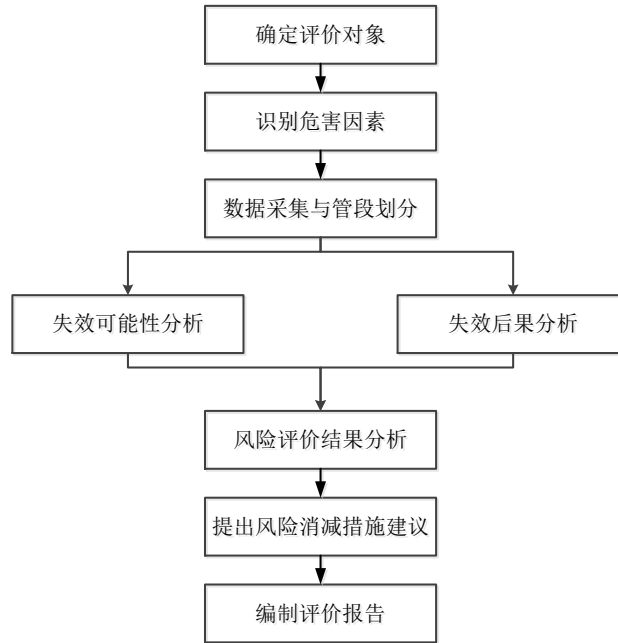 确定评价对象
识别危害因素
数据采集与管段划分
失效可能性分析
失效后果分析
风险评价结果分析
提出风险消减措施建议
编制评价报告